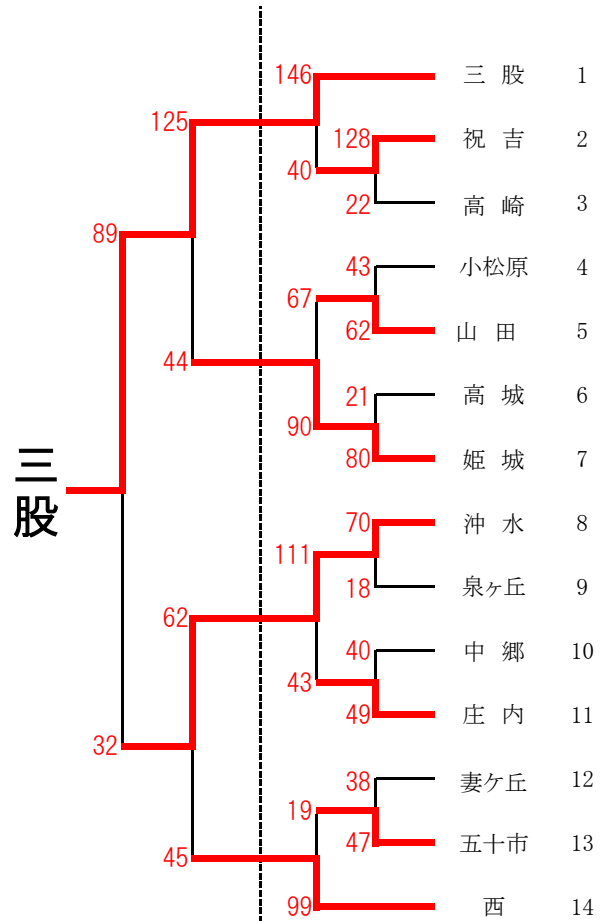 146 三股 1
125 128 祝吉 2
40
22 高崎 3
89
43 小松原 4
67
62 山田 5
44
21 高城 6
90
80 姫城 7
三股
70 沖水 8
111
18 泉ヶ丘 9
62
40 中郷 10
43
49 庄内 11
32
38 妻ケ丘 12
19
47 五十市 13
45
99 西 14